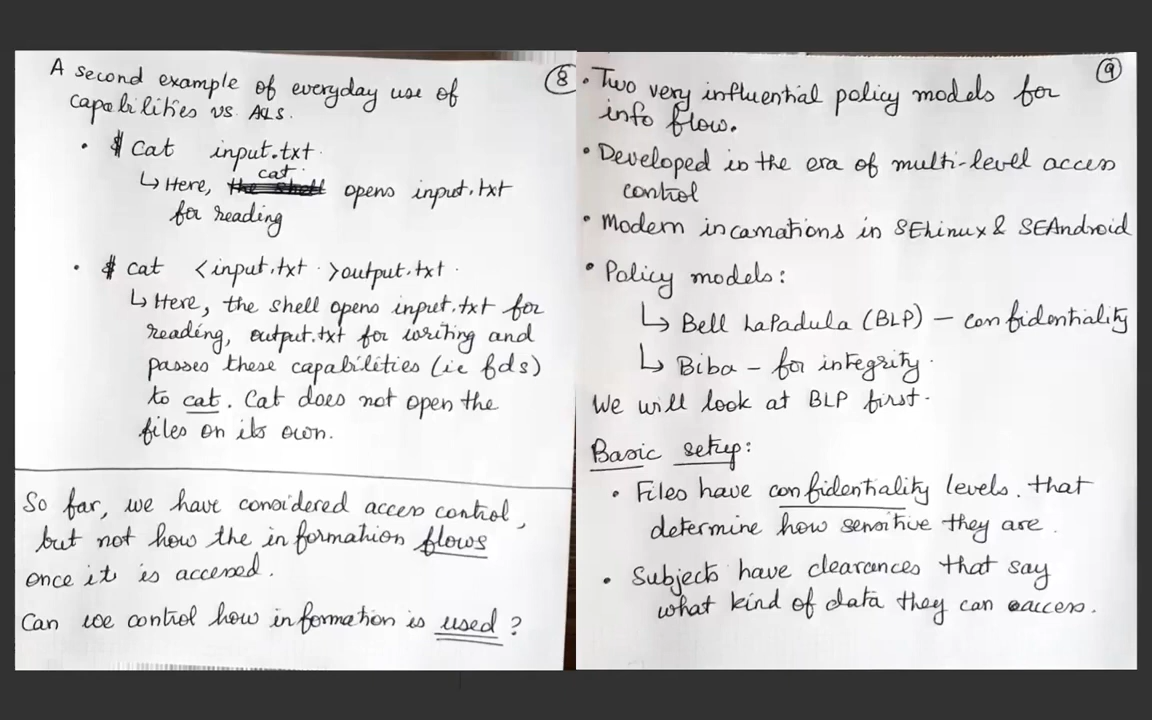 A second example of everyday use of
capabilities vs ACLs.
⑧
• $ cat input.txt.
↳ Here, cat opens input.txt
for reading
• $ cat <input.txt >output.txt.
↳ Here, the shell opens input.txt for
reading, output.txt for writing and
passes these capabilities (ie fds)
to cat. Cat does not open the
files on its own.
So far, we have considered access control,
but not how the information flows
once it is accessed.
Can we control how information is used?
⑨
• Two very influential policy models for
info flow.
• Developed in the era of multi-level access
control
• Modern incarnations in SELinux & SEAndroid
• Policy models:
↳ Bell LaPadula (BLP) – confidentiality
↳ Biba – for integrity.
We will look at BLP first.
Basic setup:
• Files have confidentiality levels. that
determine how sensitive they are.
• Subjects have clearances that say
what kind of data they can access.